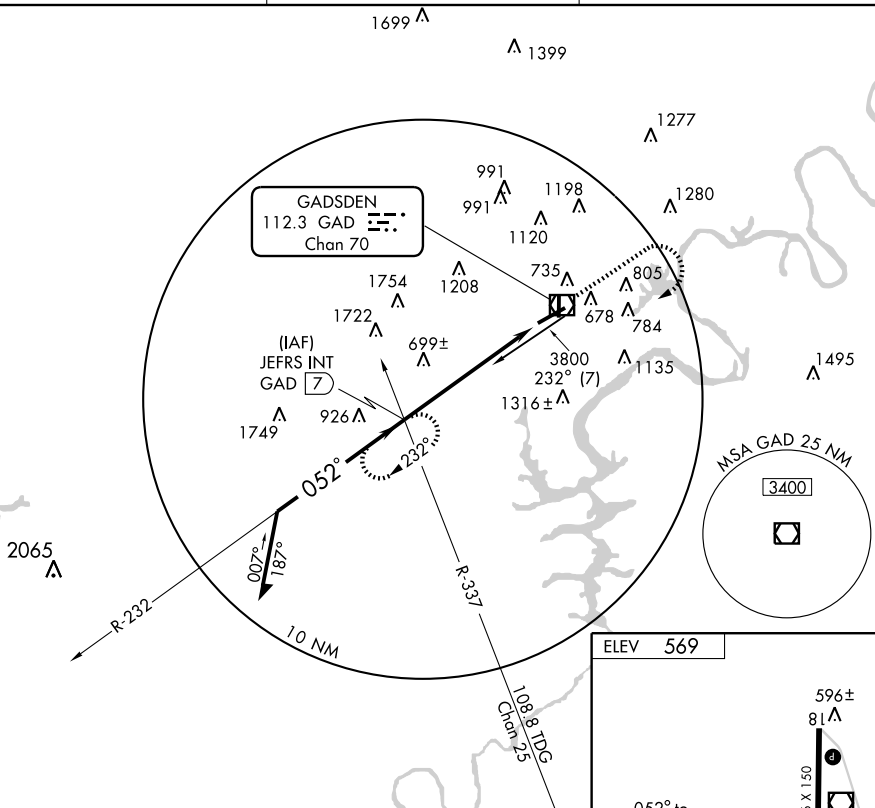 1699
1399
1277
991
991
1198
1280
1120
GADSDEN
112.3 GAD
Chan 70
735
805
1208
1754
678
784
1722
(IAF)
JEFRS INT
GAD 7
699±
3800
232° (7)
1135
1495
1316±
926
1749
232°
052°
MSA GAD 25 NM
3400
2065
007°
187°
R-337
R-232
10 NM
ELEV 569
108.8 TDG
Chan 25
596±
18
P
X 150
052° to